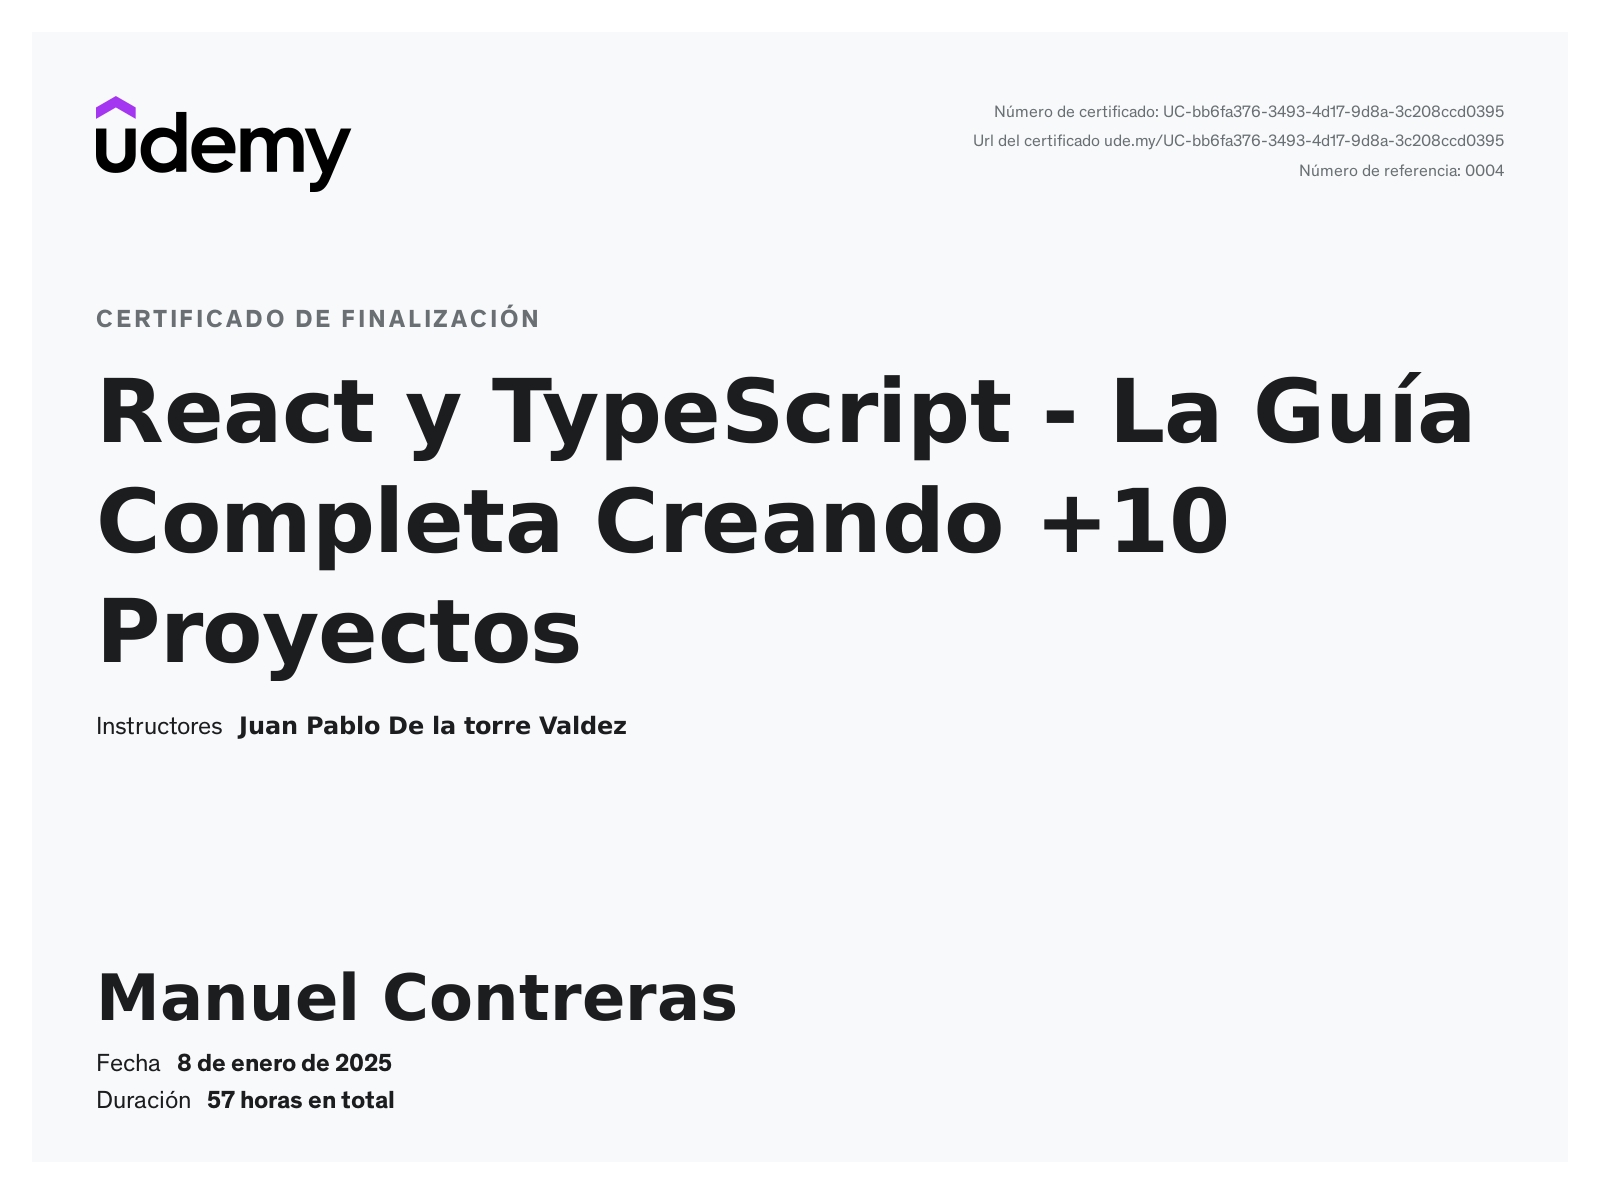 udemy
Número de certificado: UC-bb6fa376-3493-4d17-9d8a-3c208ccd0395
Url del certificado ude.my/UC-bb6fa376-3493-4d17-9d8a-3c208ccd0395
Número de referencia: 0004
CERTIFICADO DE FINALIZACIÓN
React y TypeScript - La Guía
Completa Creando +10
Proyectos
Instructores Juan Pablo De la torre Valdez
Manuel Contreras
Fecha 8 de enero de 2025
Duración 57 horas en total